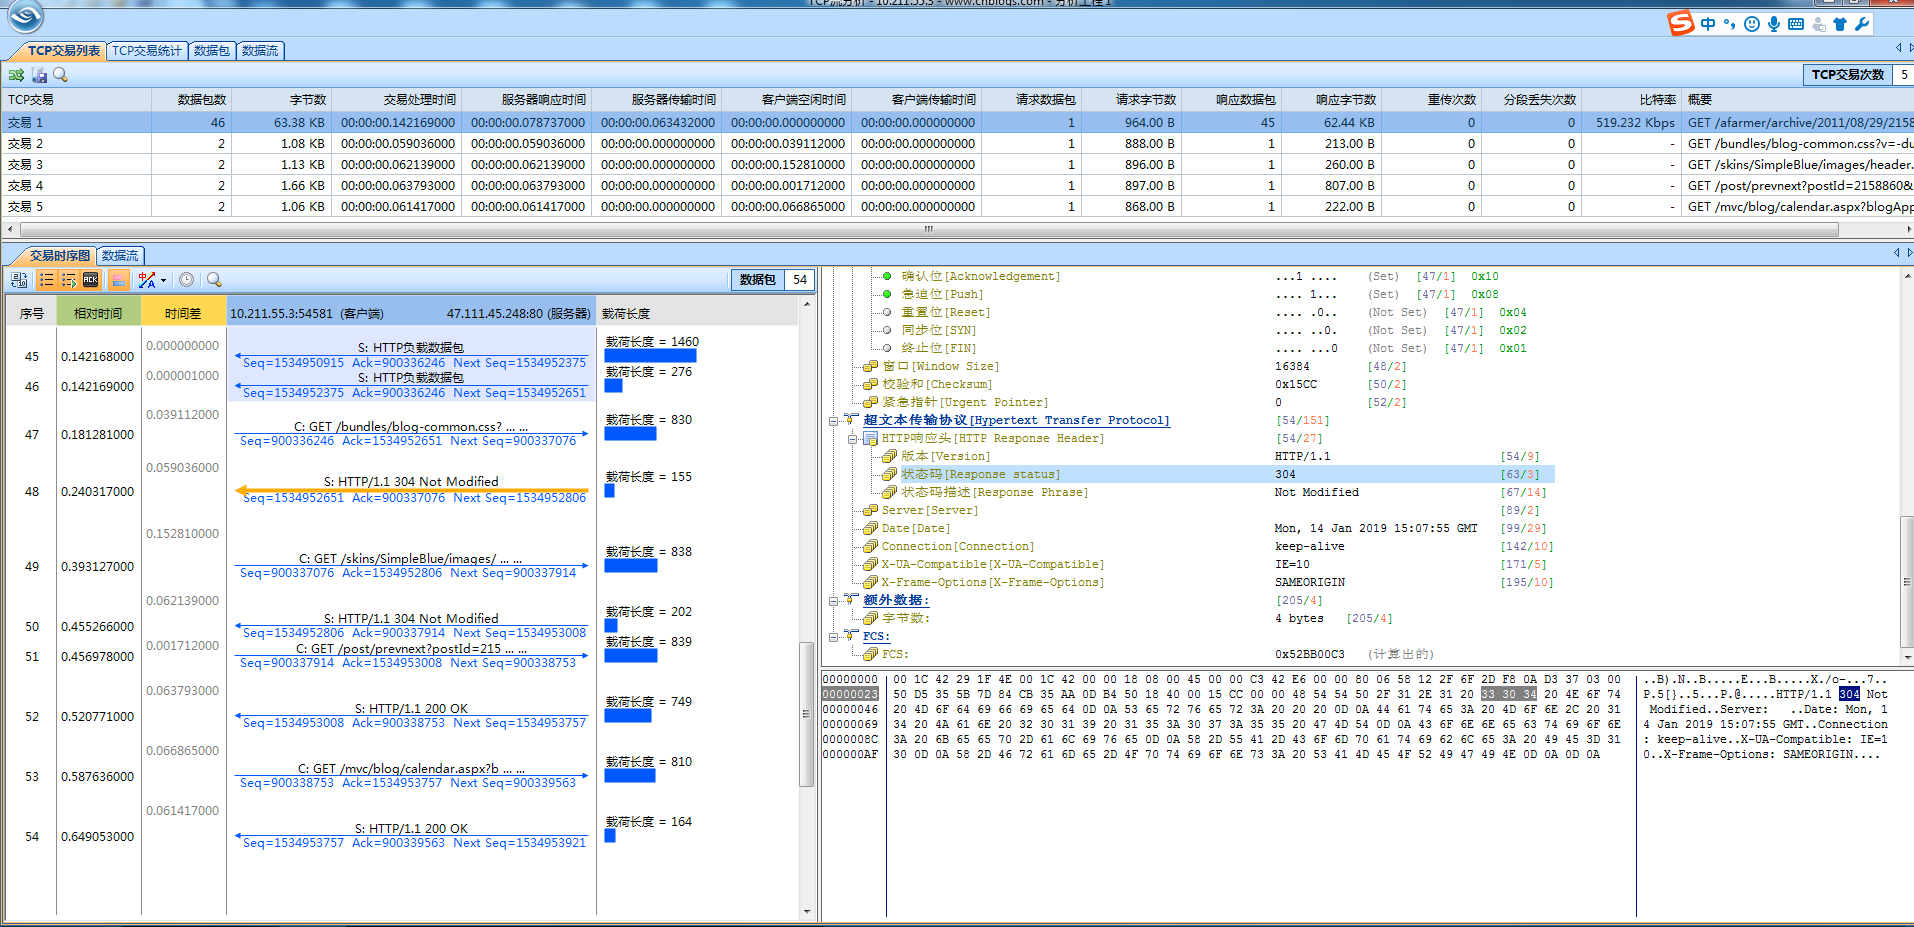 TCP流分析 - 10.211.55.3 - www.cnblogs.com - 分析工程 1
中
TCP交易列表 TCP交易统计 数据包 数据流
TCP交易次数 5
TCP交易 数据包数 字节数 交易处理时间 服务器响应时间 服务器传输时间 客户端空闲时间 客户端传输时间 请求数据包 请求字节数 响应数据包 响应字节数 重传次数 分段丢失次数 比特率 概要
交易 1 46 63.38 KB 00:00:00.142169000 00:00:00.078737000 00:00:00.063432000 00:00:00.000000000 00:00:00.000000000 1 964.00 B 45 62.44 KB 0 0 519.232 Kbps GET /afarmer/archive/2011/08/29/2158
交易 2 2 1.08 KB 00:00:00.059036000 00:00:00.059036000 00:00:00.000000000 00:00:00.039112000 00:00:00.000000000 1 888.00 B 1 213.00 B 0 0 - GET /bundles/blog-common.css?v=-du
交易 3 2 1.13 KB 00:00:00.062139000 00:00:00.062139000 00:00:00.000000000 00:00:00.152810000 00:00:00.000000000 1 896.00 B 1 260.00 B 0 0 - GET /skins/SimpleBlue/images/header.
交易 4 2 1.66 KB 00:00:00.063793000 00:00:00.063793000 00:00:00.000000000 00:00:00.001712000 00:00:00.000000000 1 897.00 B 1 807.00 B 0 0 - GET /post/prevnext?postId=2158860&
交易 5 2 1.06 KB 00:00:00.061417000 00:00:00.061417000 00:00:00.000000000 00:00:00.066865000 00:00:00.000000000 1 868.00 B 1 222.00 B 0 0 - GET /mvc/blog/calendar.aspx?blogApp
交易时序图 数据流
ACK 数据包 54
序号 相对时间 时间差 10.211.55.3:54581 (客户端) 47.111.45.248:80 (服务器) 载荷长度
0.000000000
45 0.142168000 S: HTTP负载数据包 载荷长度 = 1460
Seq=1534950915 Ack=900336246 Next Seq=1534952375
0.000001000
46 0.142169000 S: HTTP负载数据包 载荷长度 = 276
Seq=1534952375 Ack=900336246 Next Seq=1534952651
0.039112000
47 0.181281000 C: GET /bundles/blog-common.css? ... ... 载荷长度 = 830
Seq=900336246 Ack=1534952651 Next Seq=900337076
0.059036000
48 0.240317000 S: HTTP/1.1 304 Not Modified 载荷长度 = 155
Seq=1534952651 Ack=900337076 Next Seq=1534952806
0.152810000
49 0.393127000 C: GET /skins/SimpleBlue/images/ ... ... 载荷长度 = 838
Seq=900337076 Ack=1534952806 Next Seq=900337914
0.062139000
50 0.455266000 S: HTTP/1.1 304 Not Modified 载荷长度 = 202
Seq=1534952806 Ack=900337914 Next Seq=1534953008
0.001712000
51 0.456978000 C: GET /post/prevnext?postId=215 ... ... 载荷长度 = 839
Seq=900337914 Ack=1534953008 Next Seq=900338753
0.063793000
52 0.520771000 S: HTTP/1.1 200 OK 载荷长度 = 749
Seq=1534953008 Ack=900338753 Next Seq=1534953757
0.066865000
53 0.587636000 C: GET /mvc/blog/calendar.aspx?b ... ... 载荷长度 = 810
Seq=900338753 Ack=1534953757 Next Seq=900339563
0.061417000
54 0.649053000 S: HTTP/1.1 200 OK 载荷长度 = 164
Seq=1534953757 Ack=900339563 Next Seq=1534953921
确认位[Acknowledgement] ...1 .... (Set) [47/1] 0x10
急迫位[Push] .... 1... (Set) [47/1] 0x08
重置位[Reset] .... .0.. (Not Set) [47/1] 0x04
同步位[SYN] .... ..0. (Not Set) [47/1] 0x02
终止位[FIN] .... ...0 (Not Set) [47/1] 0x01
窗口[Window Size] 16384 [48/2]
校验和[Checksum] 0x15CC [50/2]
紧急指针[Urgent Pointer] 0 [52/2]
超文本传输协议[Hypertext Transfer Protocol] [54/151]
HTTP响应头[HTTP Response Header] [54/27]
版本[Version] HTTP/1.1 [54/9]
状态码[Response status] 304 [63/3]
状态码描述[Response Phrase] Not Modified [67/14]
Server[Server] [89/2]
Date[Date] Mon, 14 Jan 2019 15:07:55 GMT [99/29]
Connection[Connection] keep-alive [142/10]
X-UA-Compatible[X-UA-Compatible] IE=10 [171/5]
X-Frame-Options[X-Frame-Options] SAMEORIGIN [195/10]
额外数据: [205/4]
字节数: 4 bytes [205/4]
FCS:
FCS: 0x52BB00C3 (计算出的)
00000000 00 1C 42 29 1F 4E 00 1C 42 00 00 18 08 00 45 00 00 C3 42 E6 00 00 80 06 58 12 2F 6F 2D F8 0A D3 37 03 00 ..B).N..B.....E...B.....X./o-...7..
00000023 50 D5 35 5B 7D 84 CB 35 AA 0D B4 50 18 40 00 15 CC 00 00 48 54 54 50 2F 31 2E 31 20 33 30 34 20 4E 6F 74 P.5[}..5...P.@.....HTTP/1.1 304 Not
00000046 20 4D 6F 64 69 66 69 65 64 0D 0A 53 65 72 76 65 72 3A 20 20 20 0D 0A 44 61 74 65 3A 20 4D 6F 6E 2C 20 31 Modified..Server:   ..Date: Mon, 1
00000069 34 20 4A 61 6E 20 32 30 31 39 20 31 35 3A 30 37 3A 35 35 20 47 4D 54 0D 0A 43 6F 6E 6E 65 63 74 69 6F 6E 4 Jan 2019 15:07:55 GMT..Connection
0000008C 3A 20 6B 65 65 70 2D 61 6C 69 76 65 0D 0A 58 2D 55 41 2D 43 6F 6D 70 61 74 69 62 6C 65 3A 20 49 45 3D 31 : keep-alive..X-UA-Compatible: IE=1
000000AF 30 0D 0A 58 2D 46 72 61 6D 65 2D 4F 70 74 69 6F 6E 73 3A 20 53 41 4D 45 4F 52 49 47 49 4E 0D 0A 0D 0A 0..X-Frame-Options: SAMEORIGIN....